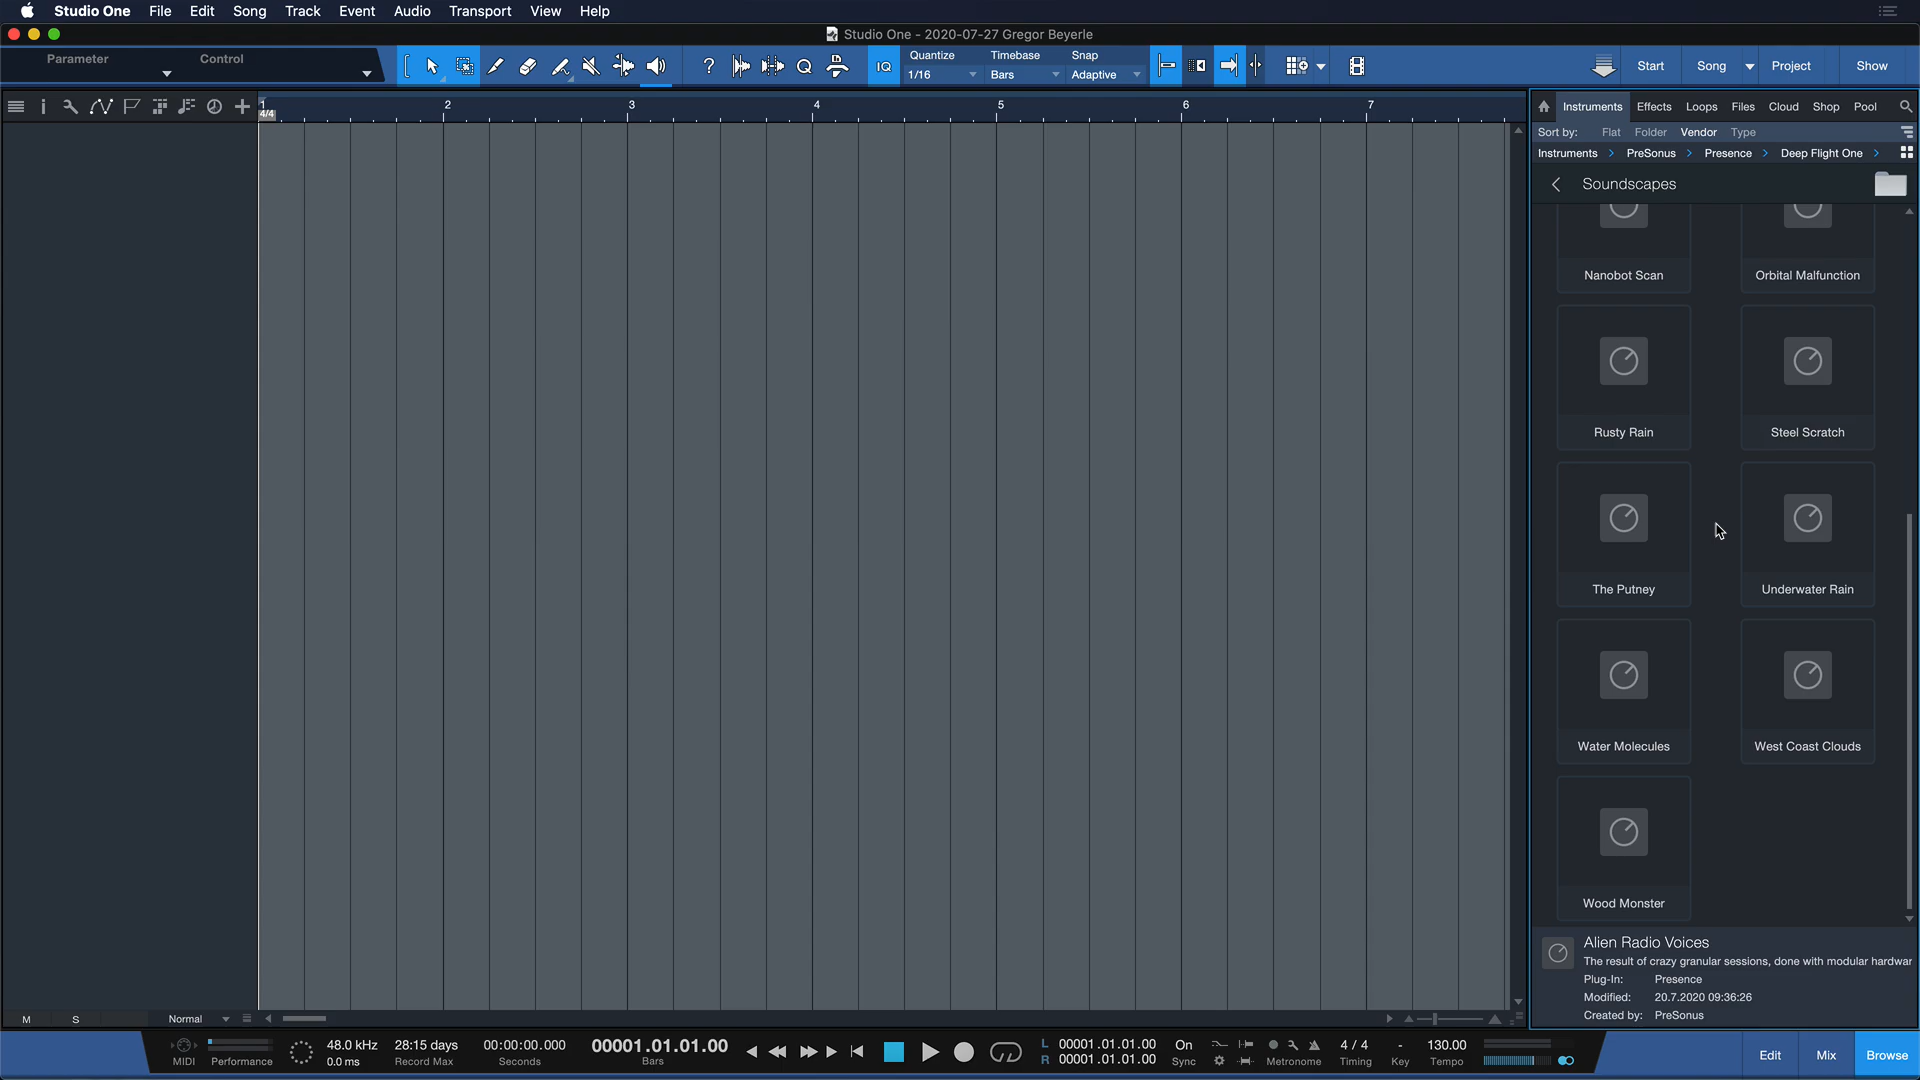 Studio One File Edit Song Track Event Audio Transport View Help
Studio One - 2020-07-27 Gregor Beyerle
Parameter Control
IQ
Quantize Timebase Snap
1/16 Bars Adaptive
Start Song Project Show
1 2 3 4 5 6 7
4/4
Instruments Effects Loops Files Cloud Shop Pool
Sort by: Flat Folder Vendor Type
Instruments > PreSonus > Presence > Deep Flight One >
Soundscapes
Nanobot Scan Orbital Malfunction
Rusty Rain Steel Scratch
The Putney Underwater Rain
Water Molecules West Coast Clouds
Wood Monster
Alien Radio Voices
The result of crazy granular sessions, done with modular hardwar
Plug-In: Presence
Modified: 20.7.2020 09:36:26
Created by: PreSonus
M S Normal
48.0 kHz 28:15 days 00:00:00.000 00001.01.01.00 L 00001.01.01.00 On 4 / 4 - 130.00
MIDI Performance 0.0 ms Record Max Seconds Bars R 00001.01.01.00 Sync Metronome Timing Key Tempo
Edit Mix Browse